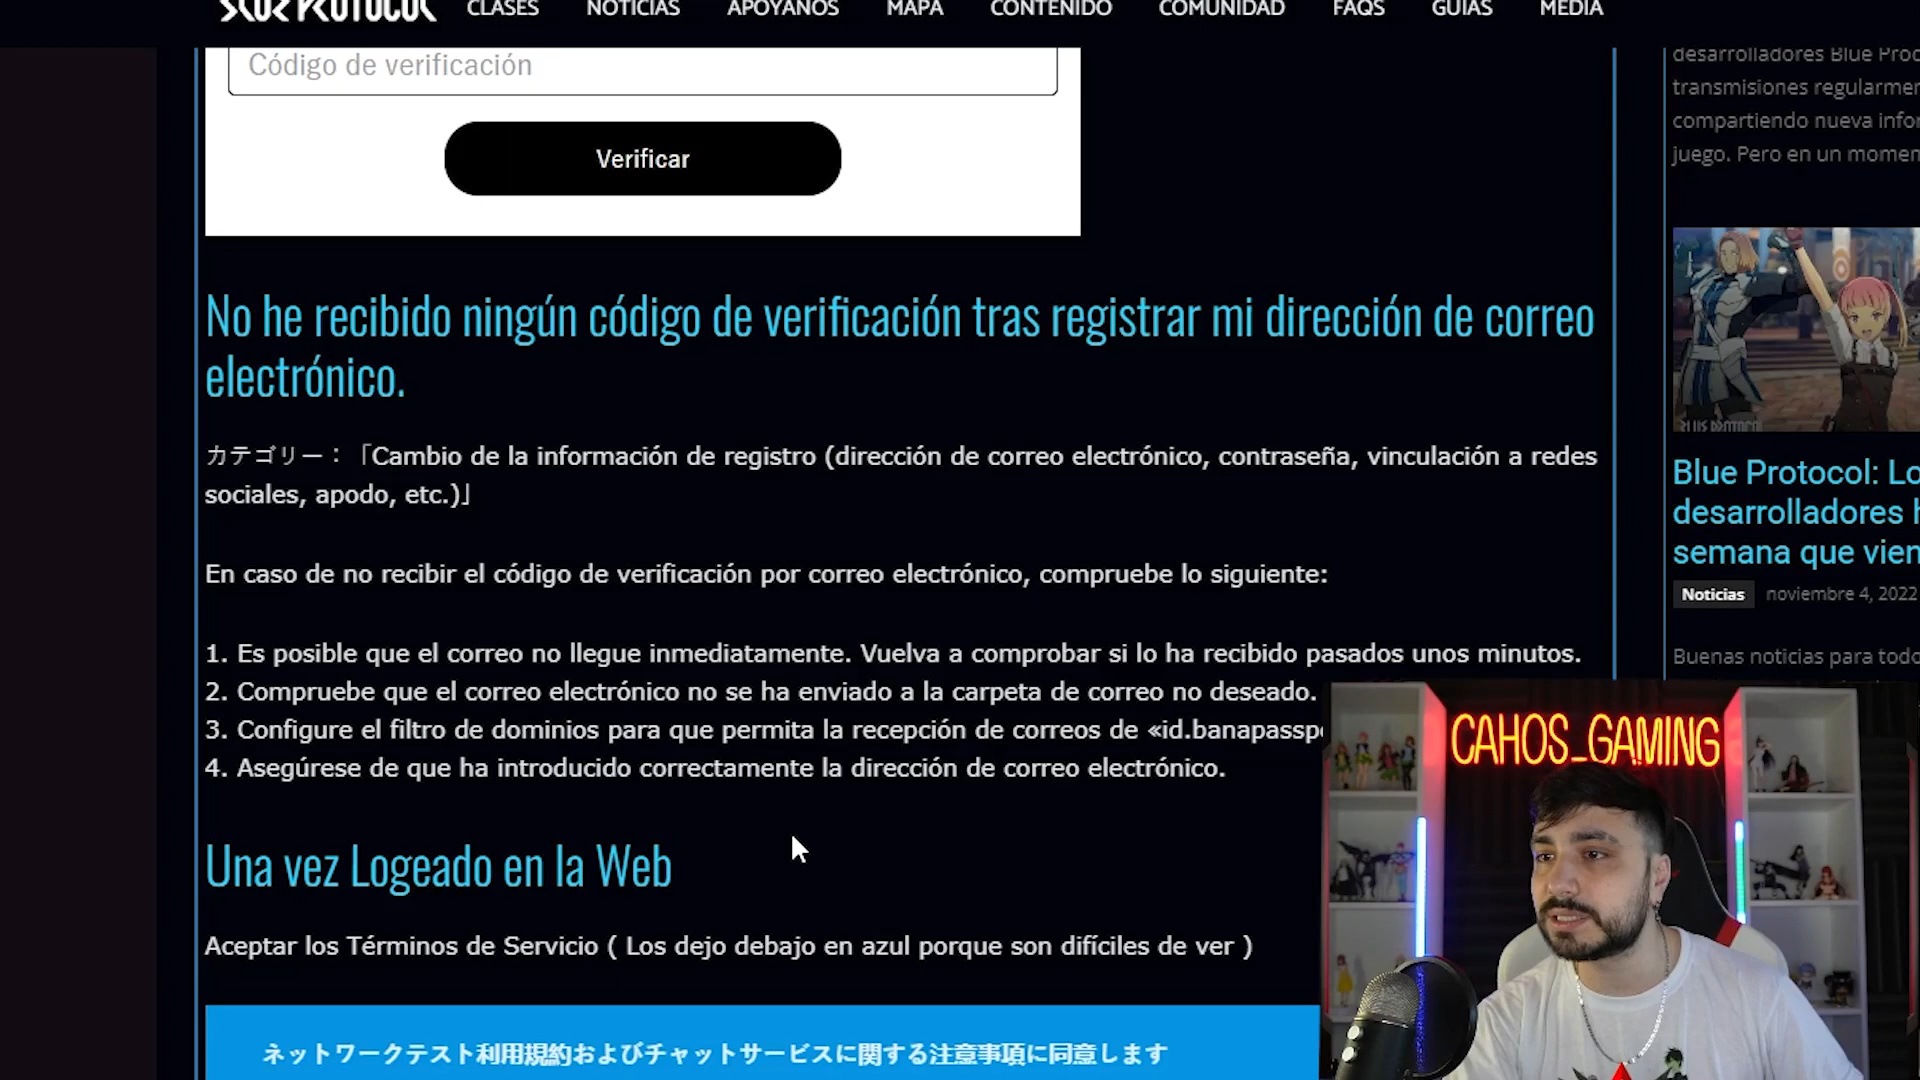 BLUE PROTOCOL
CLASES NOTICIAS APOYANOS MAPA CONTENIDO COMUNIDAD FAQS GUIAS MEDIA
Código de verificación
Verificar
No he recibido ningún código de verificación tras registrar mi dirección de correo
electrónico.
カテゴリー：「Cambio de la información de registro (dirección de correo electrónico, contraseña, vinculación a redes
sociales, apodo, etc.)」
En caso de no recibir el código de verificación por correo electrónico, compruebe lo siguiente:
1. Es posible que el correo no llegue inmediatamente. Vuelva a comprobar si lo ha recibido pasados unos minutos.
2. Compruebe que el correo electrónico no se ha enviado a la carpeta de correo no deseado.
3. Configure el filtro de dominios para que permita la recepción de correos de «id.banapassp
4. Asegúrese de que ha introducido correctamente la dirección de correo electrónico.
Una vez Logeado en la Web
Aceptar los Términos de Servicio ( Los dejo debajo en azul porque son difíciles de ver )
ネットワークテスト利用規約およびチャットサービスに関する注意事項に同意します
desarrolladores Blue Proc
transmisiones regularmen
compartiendo nueva infor
juego. Pero en un momen
BLUE PROTOCOL
Blue Protocol: Lo
desarrolladores h
semana que vien
Noticias noviembre 4, 2022
Buenas noticias para todo
CAHOS_GAMING